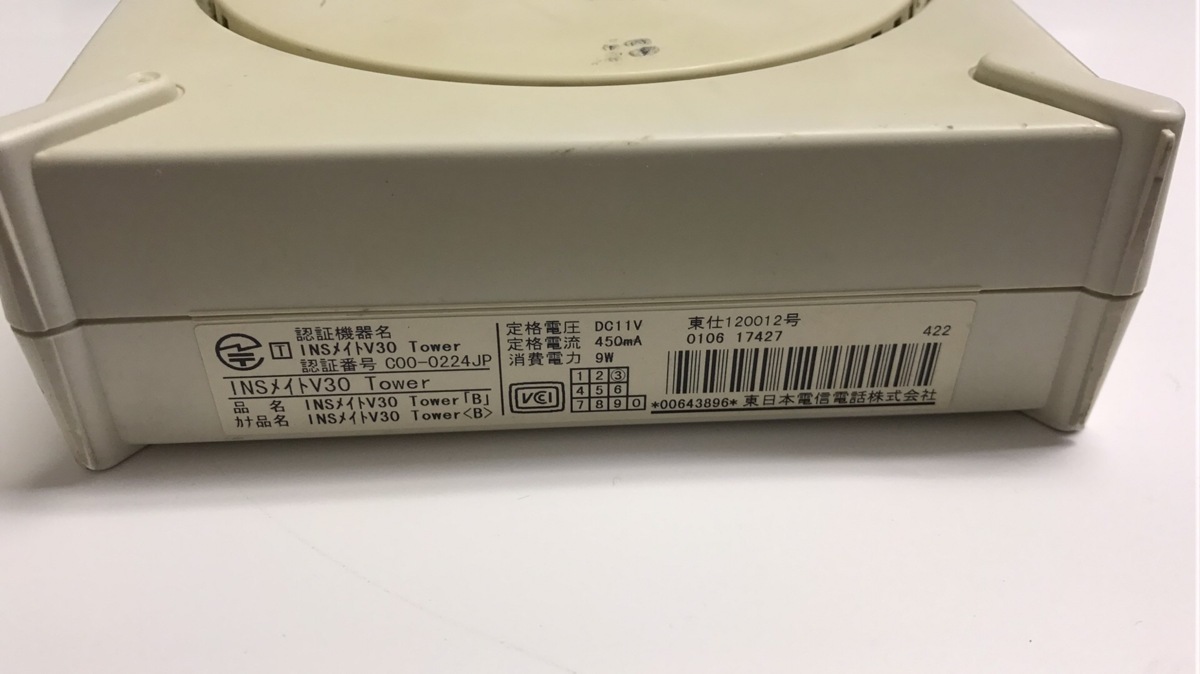 認証機器名
T INSメイトV30 Tower
認証番号 C00-0224JP
INSメイトV30 Tower
品 名 INSメイトV30 Tower「B」
カナ品名 INSメイトV30 Tower<B>
定格電圧 DC11V
定格電流 450mA
消費電力 9W
VCCI
1 2 3
4 5 6
7 8 9 0
東仕120012号
0106 17427
422
*00643896* 東日本電信電話株式会社